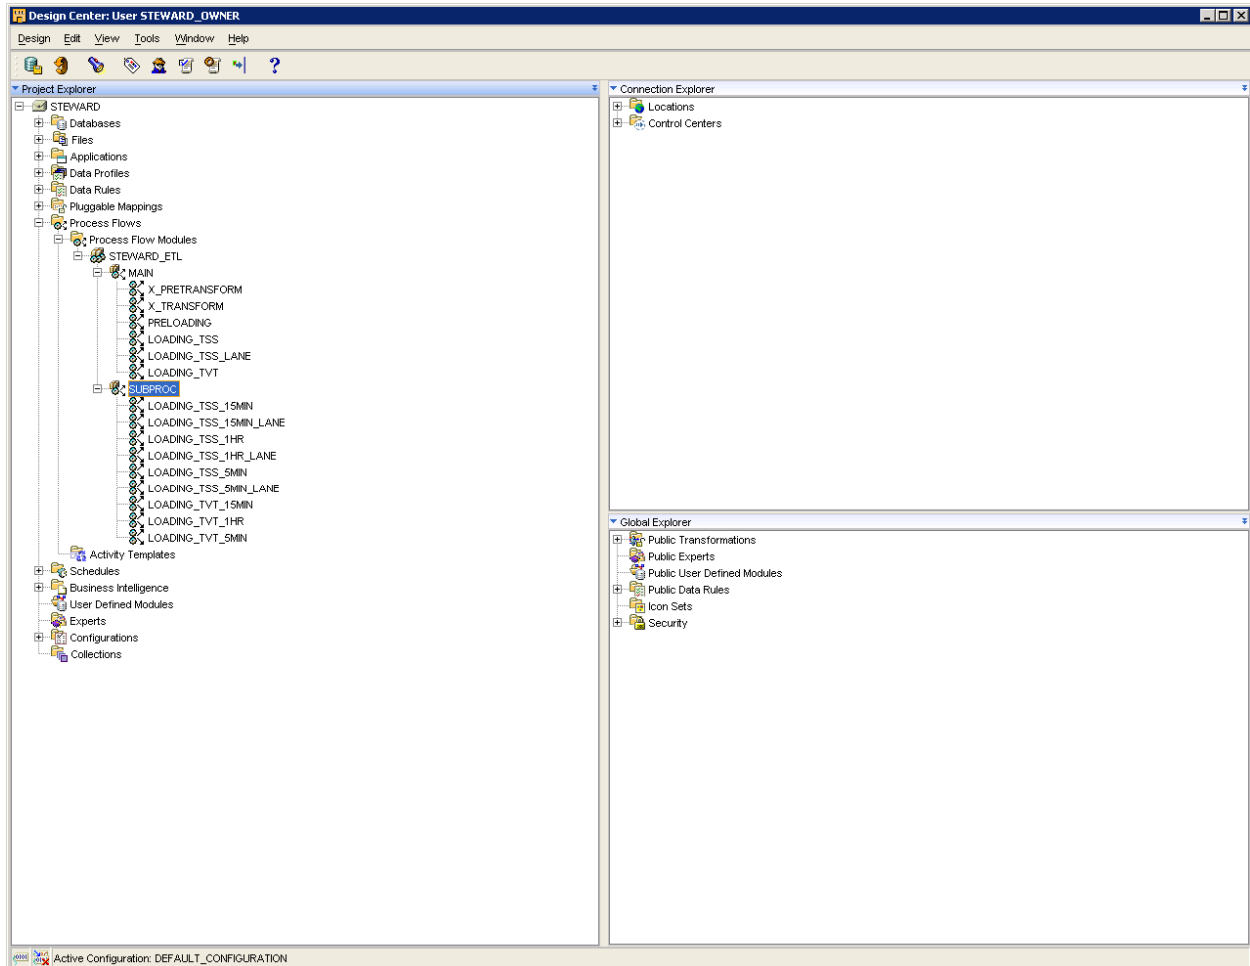 Design Center: User STEWARD_OWNER
Design Edit View Tools Window Help
?
Project Explorer
STEWARD
Databases
Files
Applications
Data Profiles
Data Rules
Pluggable Mappings
Process Flows
Process Flow Modules
STEWARD_ETL
MAIN
X_PRETRANSFORM
X_TRANSFORM
PRELOADING
LOADING_TSS
LOADING_TSS_LANE
LOADING_TVT
SUBPROC
LOADING_TSS_15MIN
LOADING_TSS_15MIN_LANE
LOADING_TSS_1HR
LOADING_TSS_1HR_LANE
LOADING_TSS_5MIN
LOADING_TSS_5MIN_LANE
LOADING_TVT_15MIN
LOADING_TVT_1HR
LOADING_TVT_5MIN
Activity Templates
Schedules
Business Intelligence
User Defined Modules
Experts
Configurations
Collections
Connection Explorer
Locations
Control Centers
Global Explorer
Public Transformations
Public Experts
Public User Defined Modules
Public Data Rules
Icon Sets
Security
Active Configuration: DEFAULT_CONFIGURATION